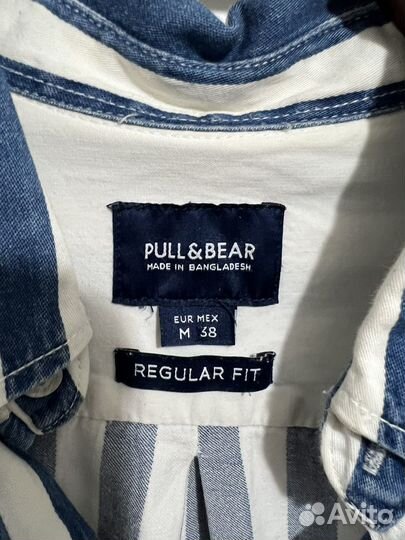 PULL&BEAR
MADE IN BANGLADESH
EUR MEX
M 38
REGULAR FIT
Avito